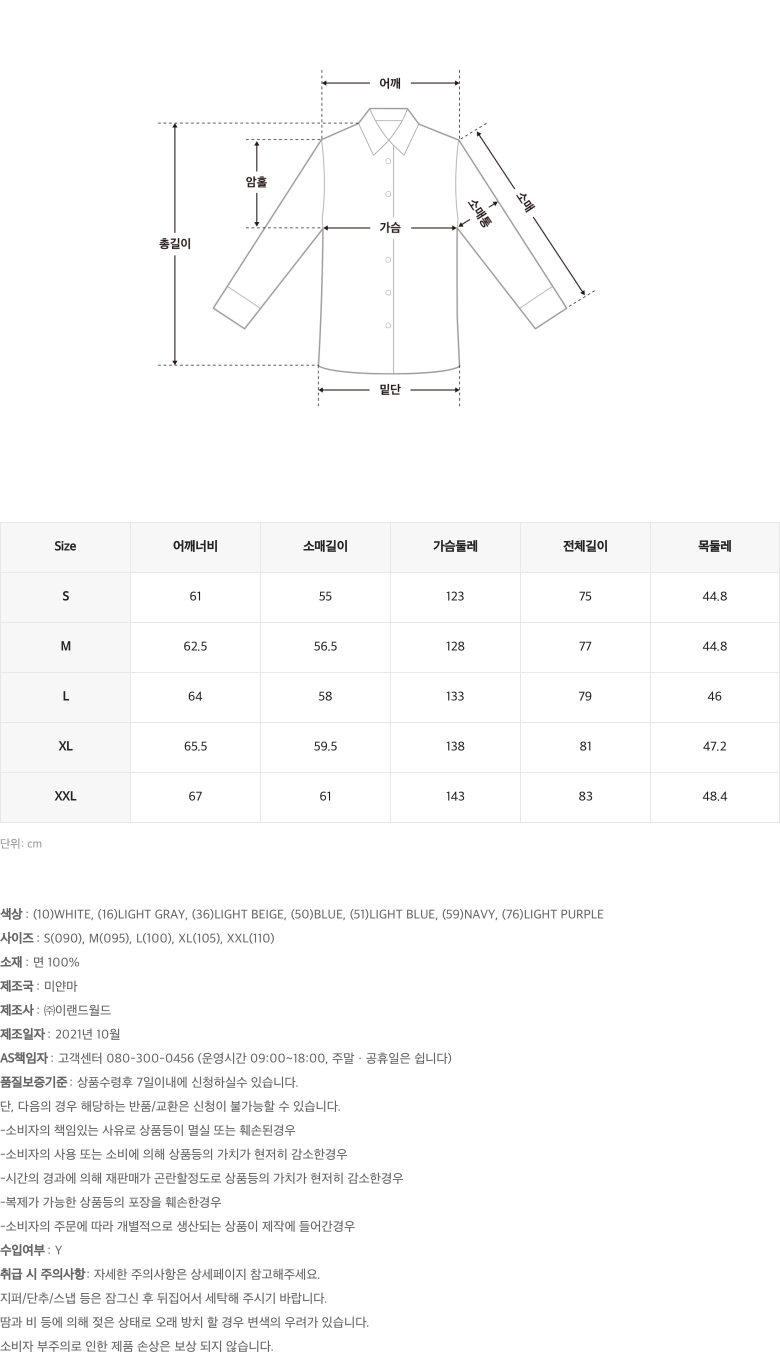 어깨
암홀
소매
소매통
가슴
총길이
밑단
Size 어깨너비 소매길이 가슴둘레 전체길이 목둘레
S 61 55 123 75 44.8
M 62.5 56.5 128 77 44.8
L 64 58 133 79 46
XL 65.5 59.5 138 81 47.2
XXL 67 61 143 83 48.4
단위: cm
색상 : (10)WHITE, (16)LIGHT GRAY, (36)LIGHT BEIGE, (50)BLUE, (51)LIGHT BLUE, (59)NAVY, (76)LIGHT PURPLE
사이즈 : S(090), M(095), L(100), XL(105), XXL(110)
소재 : 면 100%
제조국 : 미얀마
제조사 : ㈜이랜드월드
제조일자 : 2021년 10월
AS책임자 : 고객센터 080-300-0456 (운영시간 09:00~18:00, 주말 · 공휴일은 쉽니다)
품질보증기준 : 상품수령후 7일이내에 신청하실수 있습니다.
단, 다음의 경우 해당하는 반품/교환은 신청이 불가능할 수 있습니다.
-소비자의 책임있는 사유로 상품등이 멸실 또는 훼손된경우
-소비자의 사용 또는 소비에 의해 상품등의 가치가 현저히 감소한경우
-시간의 경과에 의해 재판매가 곤란할정도로 상품등의 가치가 현저히 감소한경우
-복제가 가능한 상품등의 포장을 훼손한경우
-소비자의 주문에 따라 개별적으로 생산되는 상품이 제작에 들어간경우
수입여부 : Y
취급 시 주의사항 : 자세한 주의사항은 상세페이지 참고해주세요.
지퍼/단추/스냅 등은 잠그신 후 뒤집어서 세탁해 주시기 바랍니다.
땀과 비 등에 의해 젖은 상태로 오래 방치 할 경우 변색의 우려가 있습니다.
소비자 부주의로 인한 제품 손상은 보상 되지 않습니다.